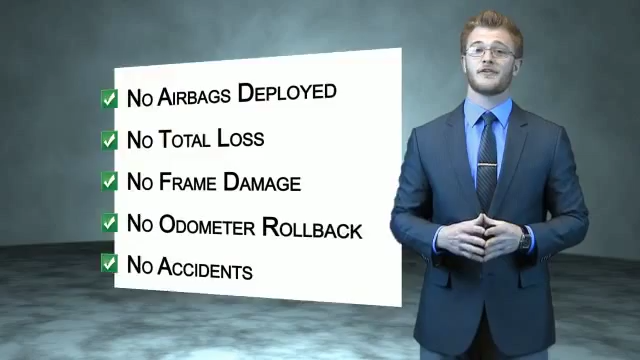 No Airbags Deployed
No Total Loss
No Frame Damage
No Odometer Rollback
No Accidents